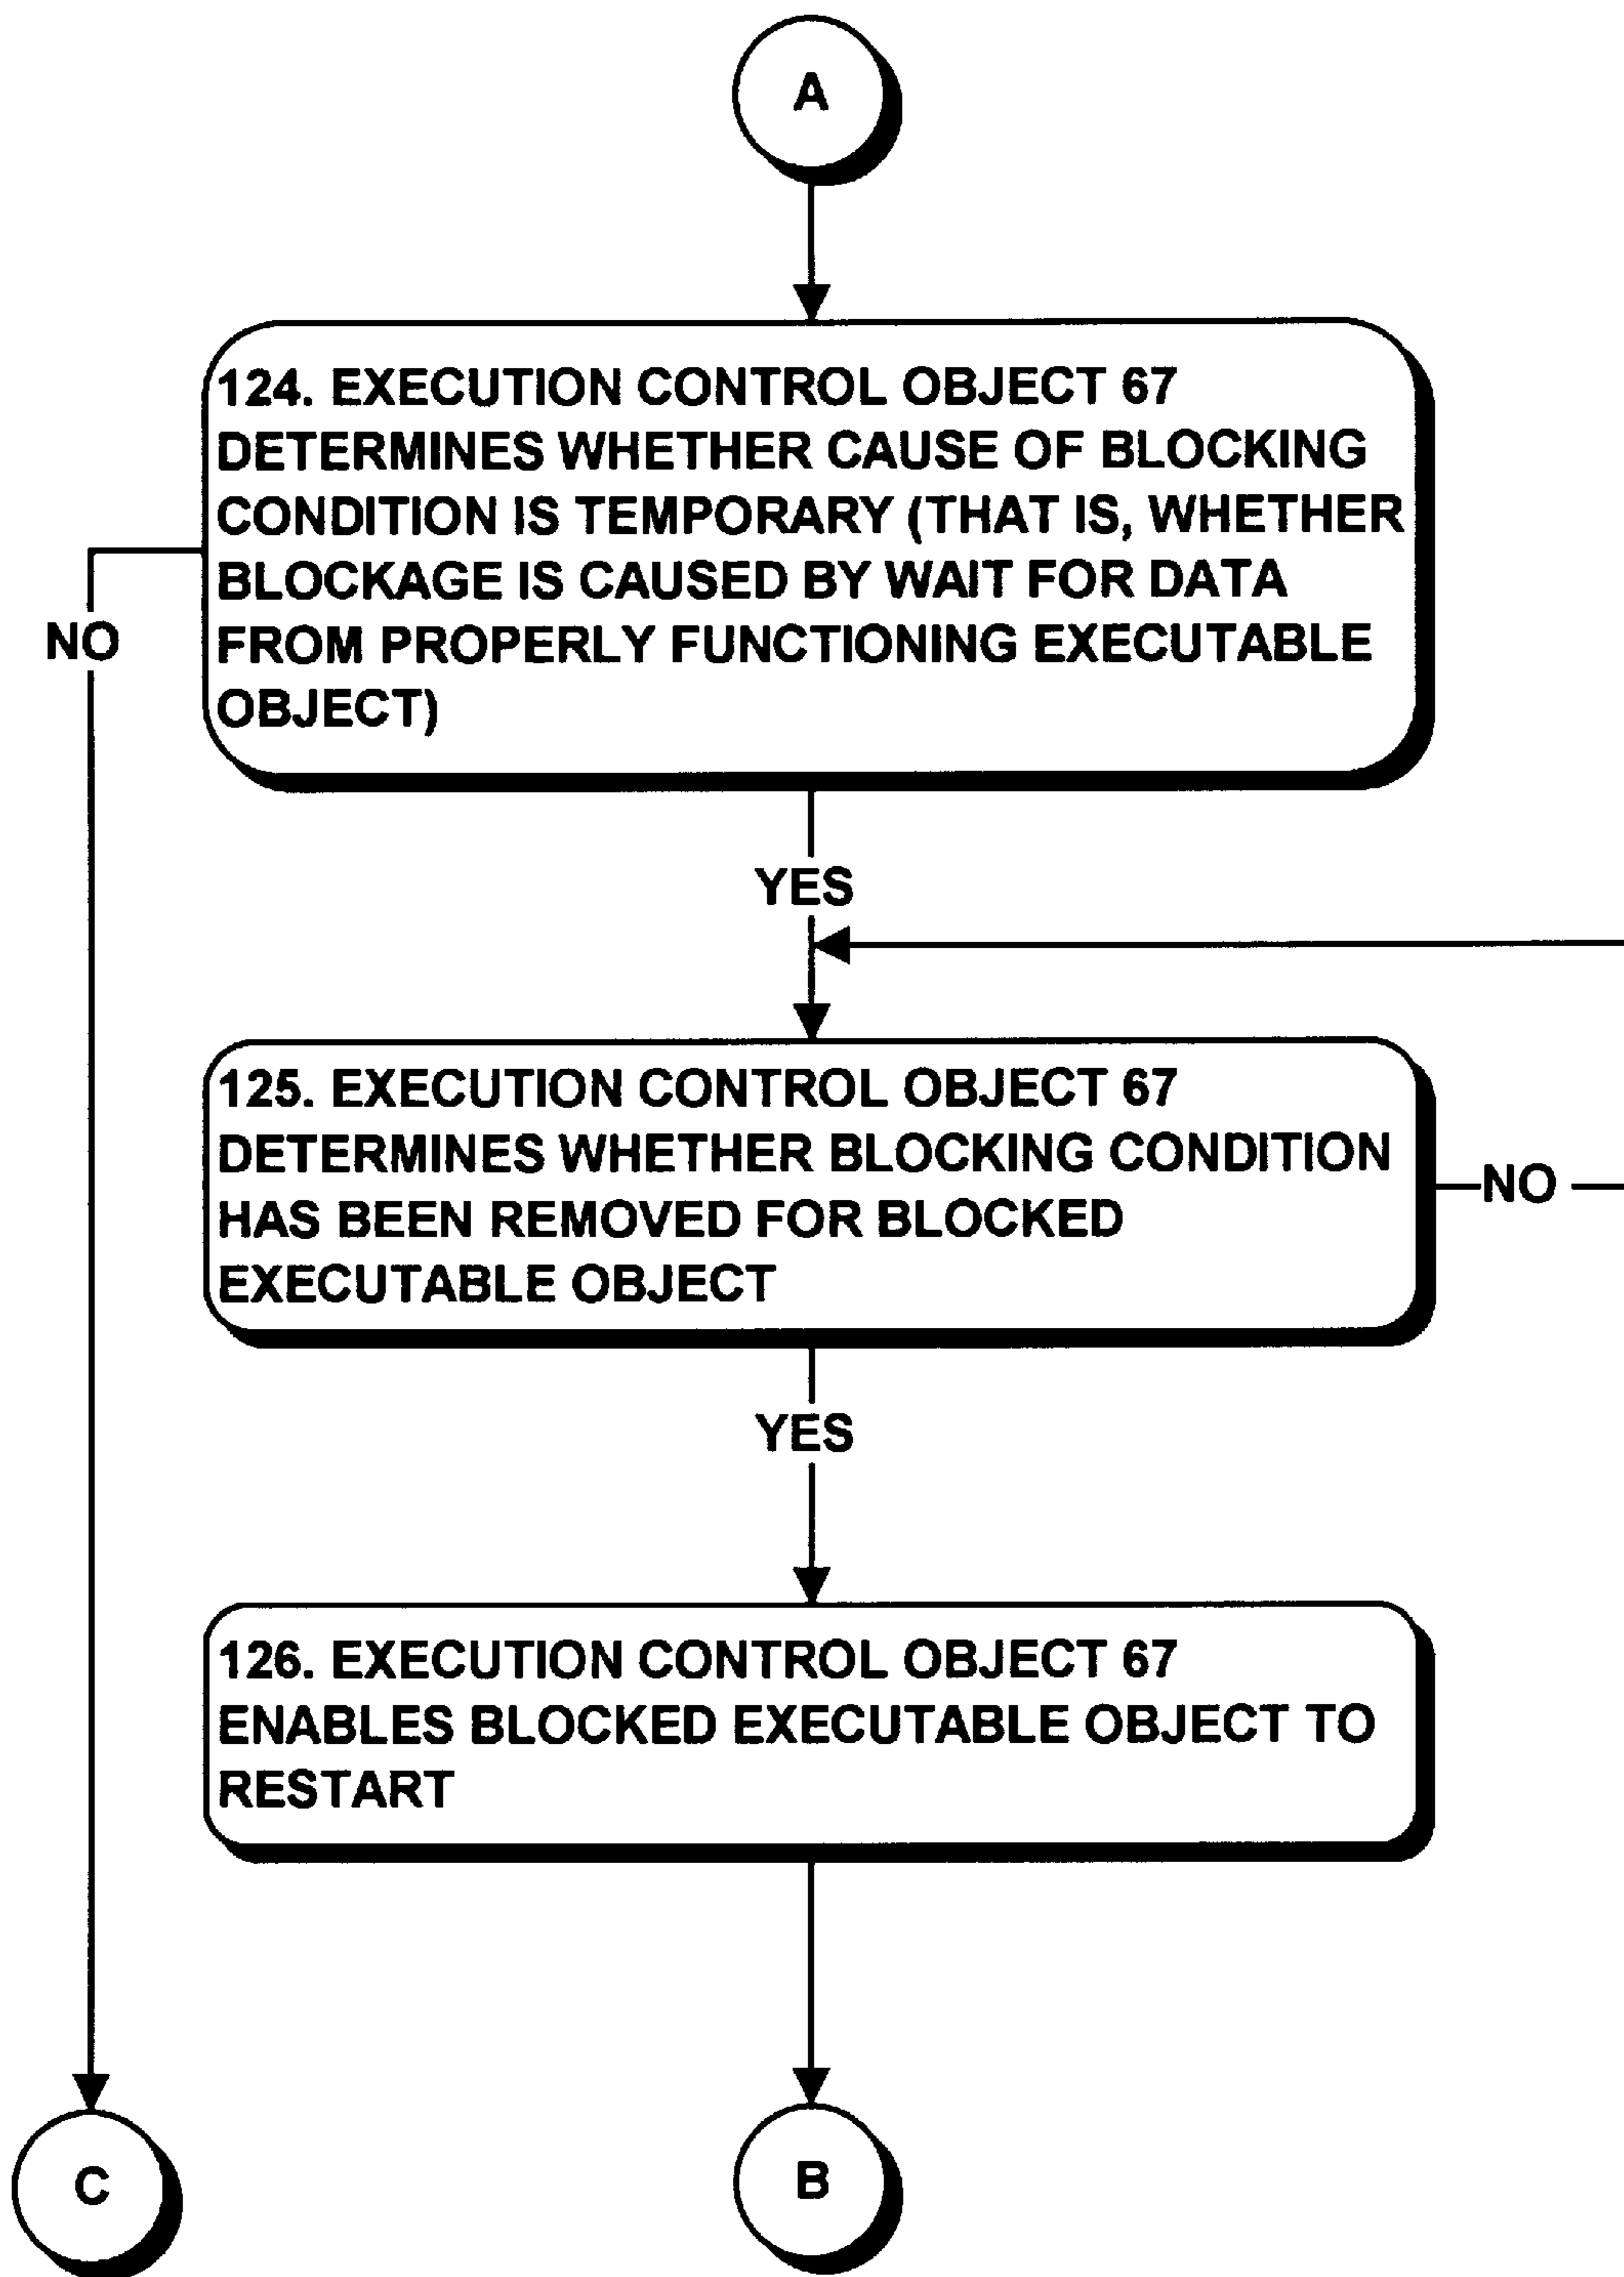 A
124. EXECUTION CONTROL OBJECT 67
DETERMINES WHETHER CAUSE OF BLOCKING
CONDITION IS TEMPORARY (THAT IS, WHETHER
BLOCKAGE IS CAUSED BY WAIT FOR DATA
FROM PROPERLY FUNCTIONING EXECUTABLE
OBJECT)
NO
YES
125. EXECUTION CONTROL OBJECT 67
DETERMINES WHETHER BLOCKING CONDITION
HAS BEEN REMOVED FOR BLOCKED
EXECUTABLE OBJECT
NO
YES
126. EXECUTION CONTROL OBJECT 67
ENABLES BLOCKED EXECUTABLE OBJECT TO
RESTART
C
B